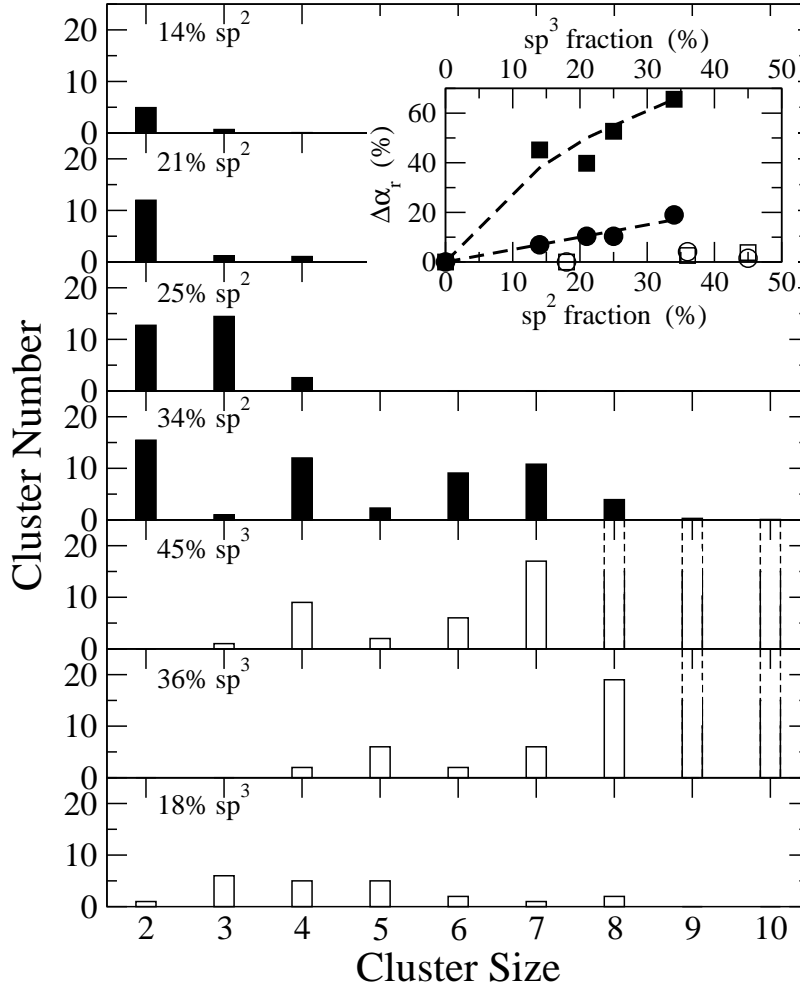 14% sp²
20
10
0
21% sp²
20
10
0
25% sp²
20
10
0
34% sp²
20
10
0
45% sp³
20
10
0
36% sp³
20
10
0
18% sp³
20
10
0
2 3 4 5 6 7 8 9 10
Cluster Size
Cluster Number
sp³ fraction (%)
0 10 20 30 40 50
60
40
20
0
Δαᵣ (%)
0 10 20 30 40 50
sp² fraction (%)